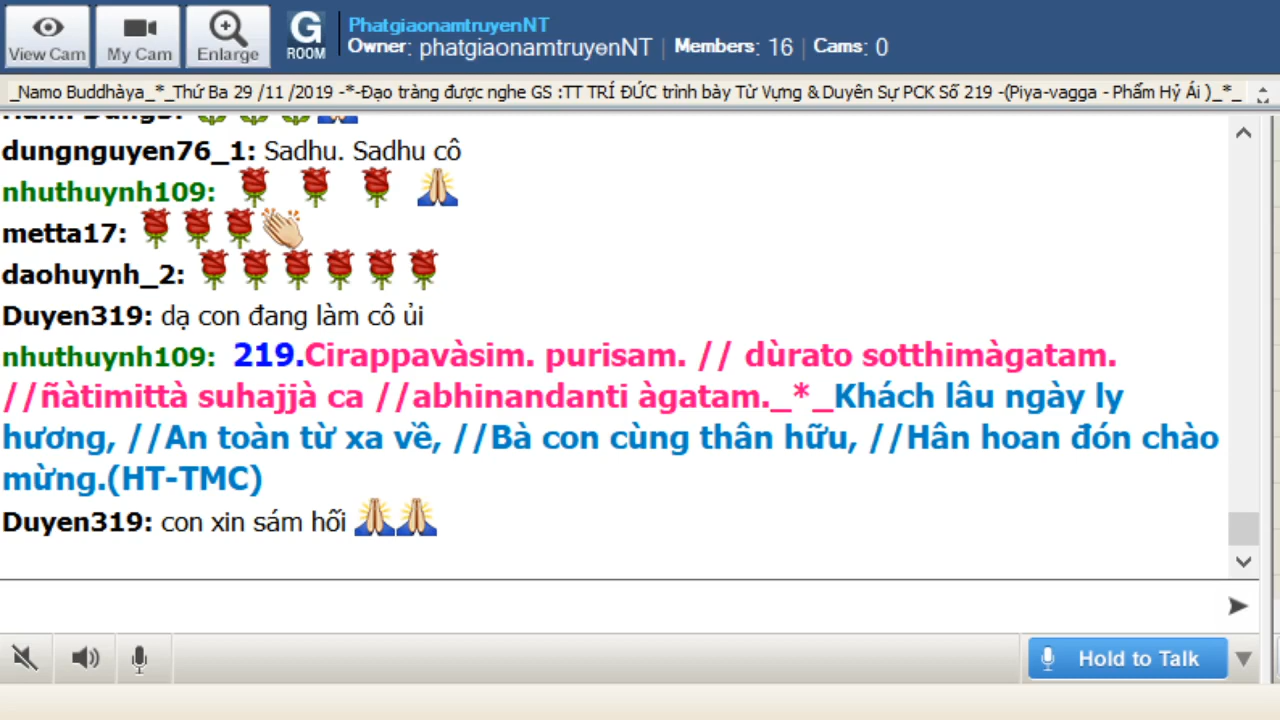 PhatgiaonamtruyenNT
View Cam My Cam Enlarge G ROOM Owner: phatgiaonamtruyenNT | Members: 16 | Cams: 0
_Namo Buddhàya_*_Thứ Ba 29 /11 /2019 -*-Đạo tràng được nghe GS :TT TRÍ ĐỨC trình bày Từ Vựng & Duyên Sự PCK Số 219 -(Piya-vagga - Phẩm Hỷ Ái )_*_
dungnguyen76_1: Sadhu. Sadhu cô
nhuthuynh109:
metta17:
daohuynh_2:
Duyen319: dạ con đang làm cô ủi
nhuthuynh109: 219.Cirappavàsim. purisam. // dùrato sotthimàgatam.
//ñàtimittà suhajjà ca //abhinandanti àgatam._*_Khách lâu ngày ly
hương, //An toàn từ xa về, //Bà con cùng thân hữu, //Hân hoan đón chào
mừng.(HT-TMC)
Duyen319: con xin sám hối
Hold to Talk